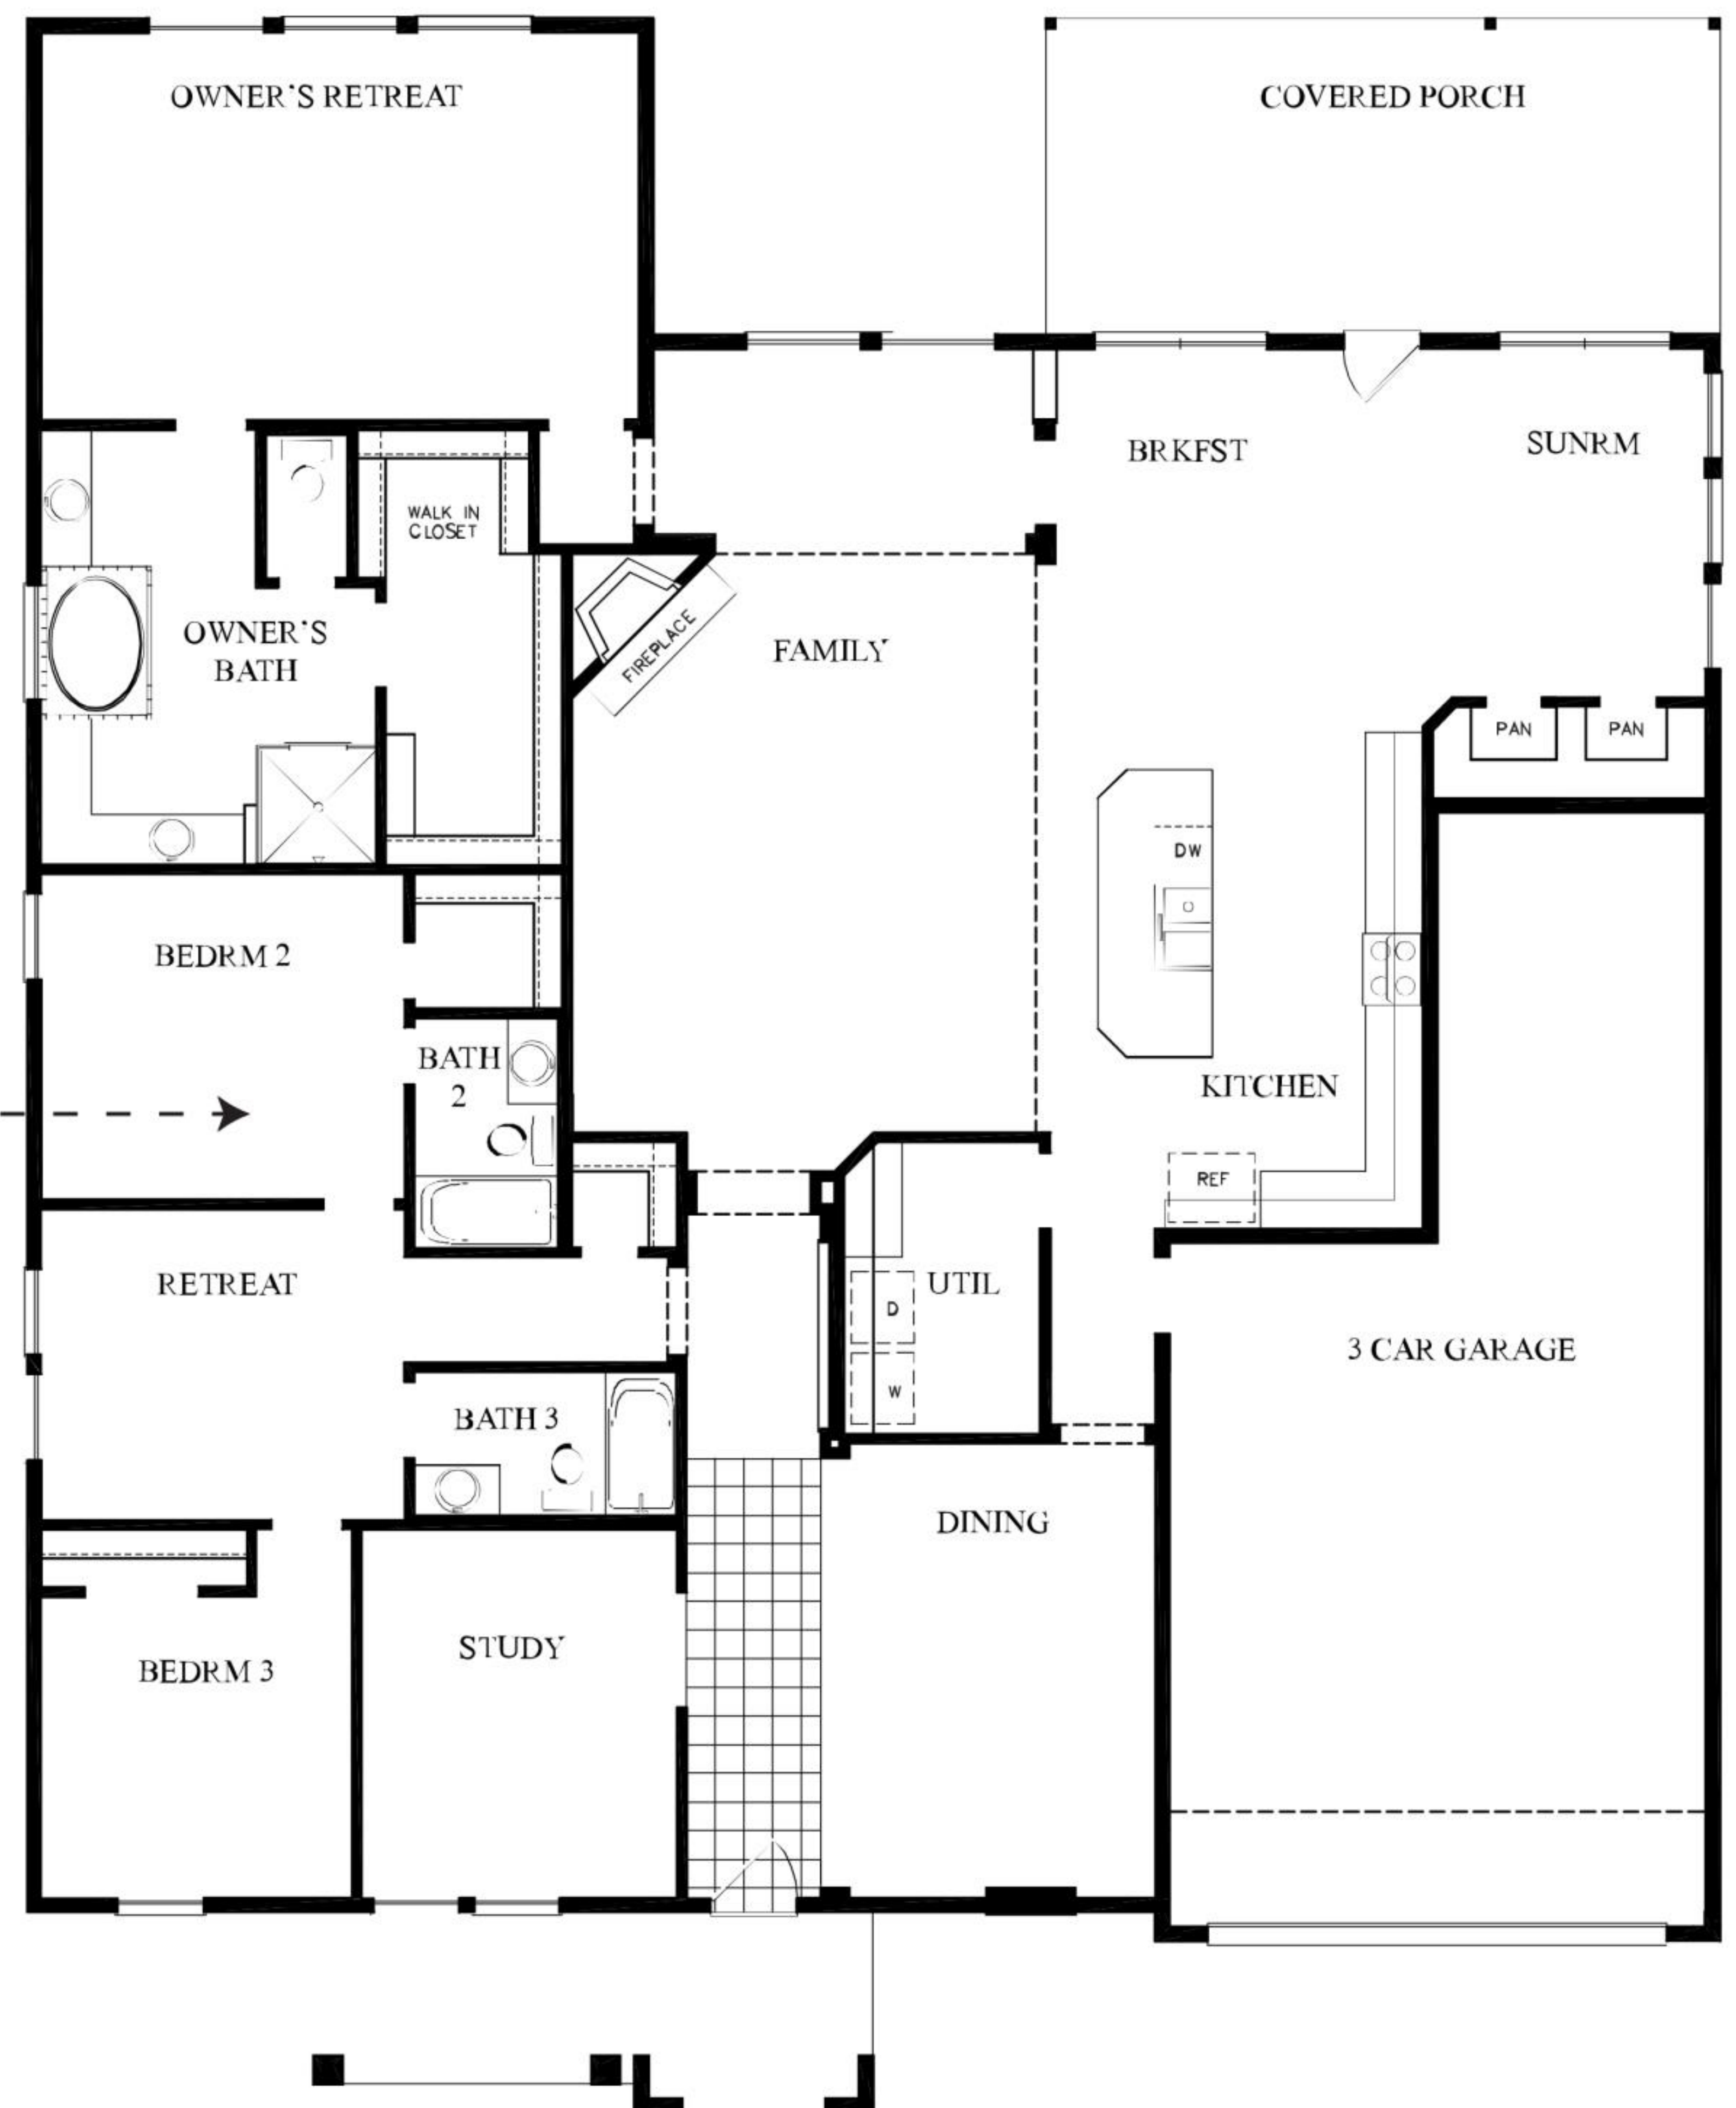 OWNER'S RETREAT
COVERED PORCH
BRKFST
SUNRM
WALK IN
CLOSET
OWNER'S
BATH
FIREPLACE
FAMILY
PAN
PAN
DW
BEDRM 2
BATH
2
KITCHEN
REF
RETREAT
UTIL
D
W
3 CAR GARAGE
BATH 3
DINING
STUDY
BEDRM 3